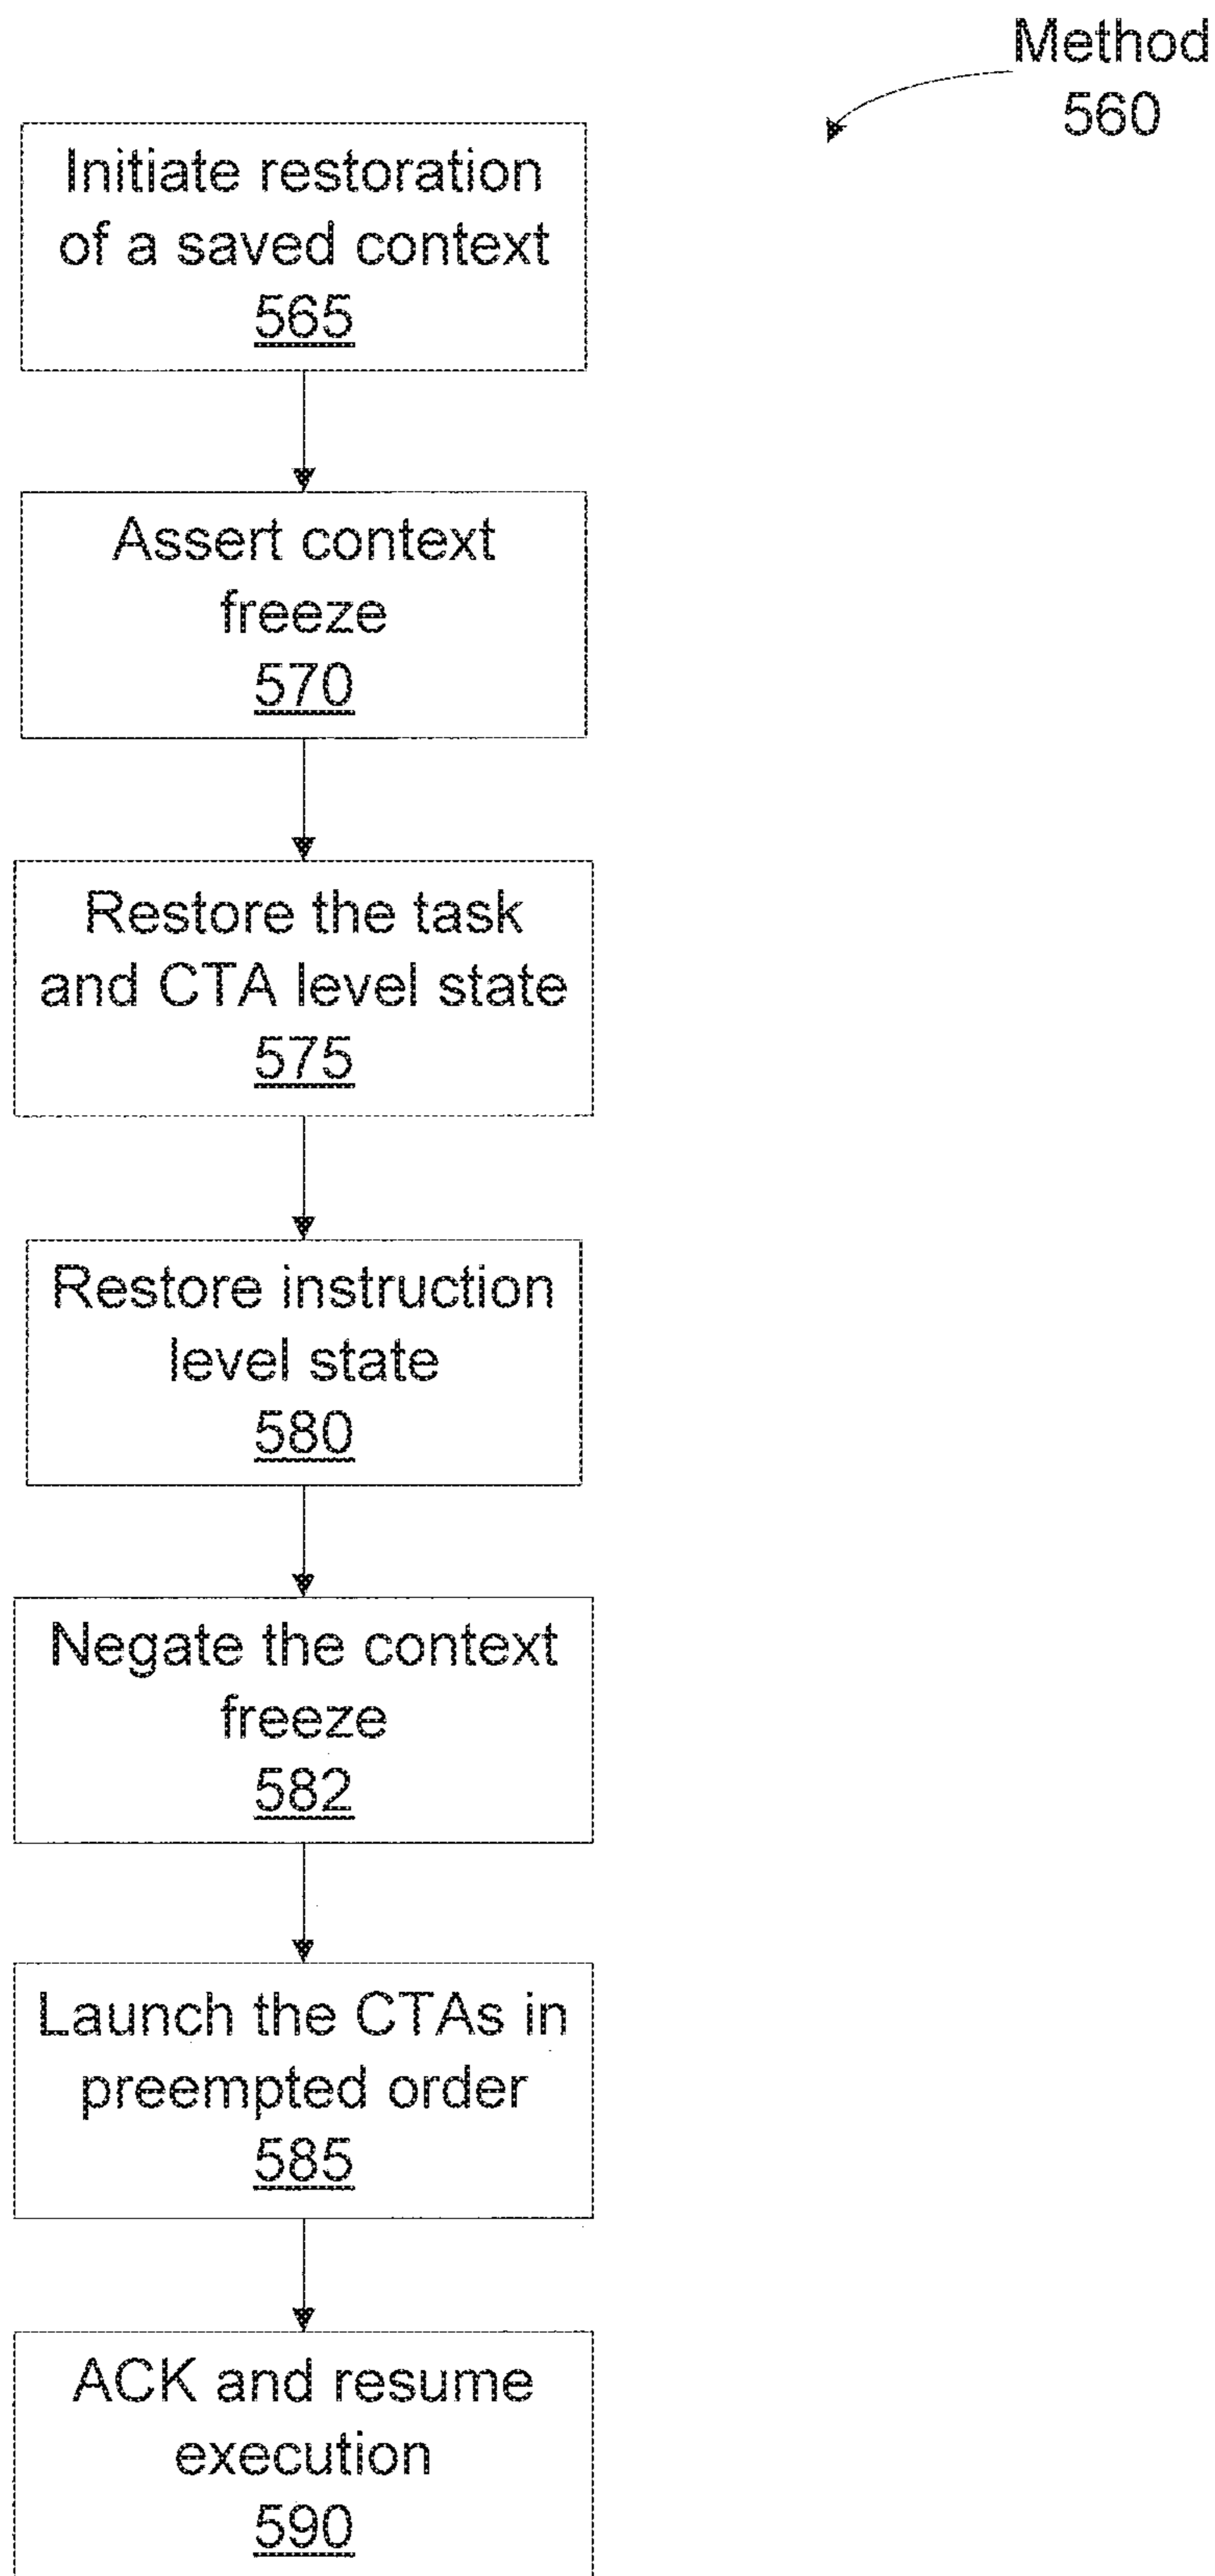 Method
560
Initiate restoration
of a saved context
565
Assert context
freeze
570
Restore the task
and CTA level state
575
Restore instruction
level state
580
Negate the context
freeze
582
Launch the CTAs in
preempted order
585
ACK and resume
execution
590